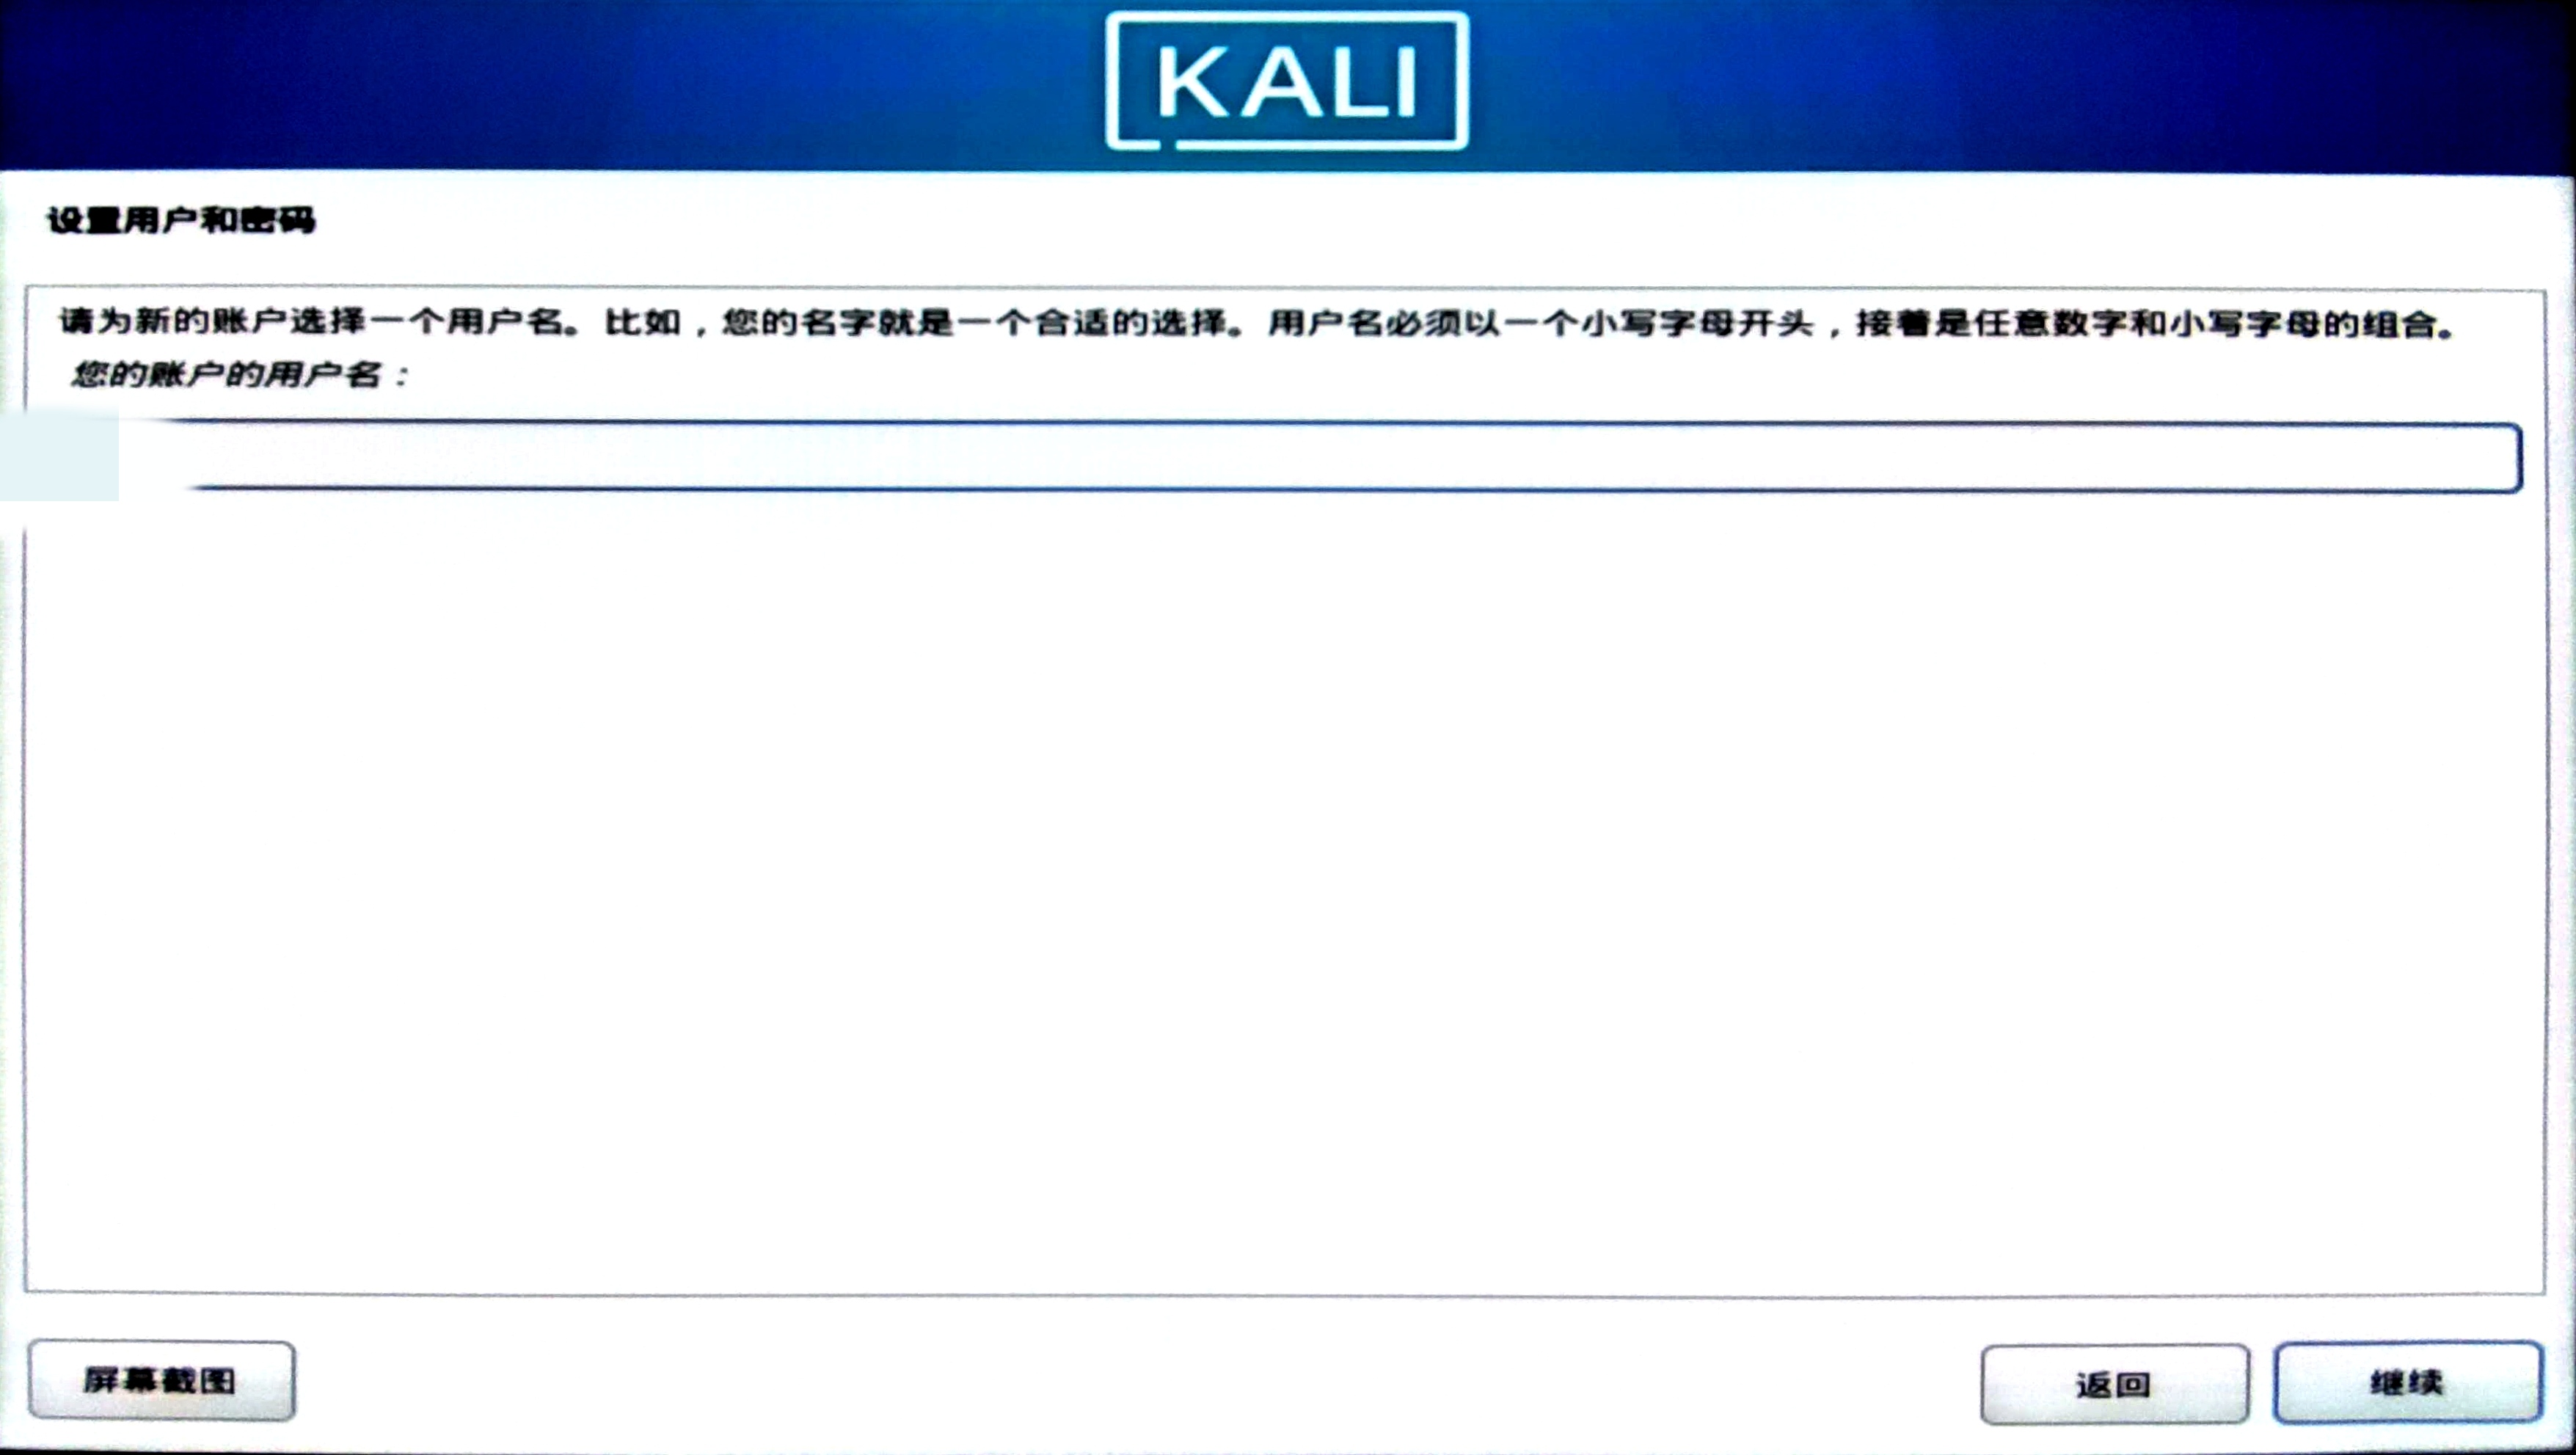 KALI
设置用户和密码
请为新的账户选择一个用户名。比如，您的名字就是一个合适的选择。用户名必须以一个小写字母开头，接着是任意数字和小写字母的组合。
您的账户的用户名：
屏幕截图
返回
继续